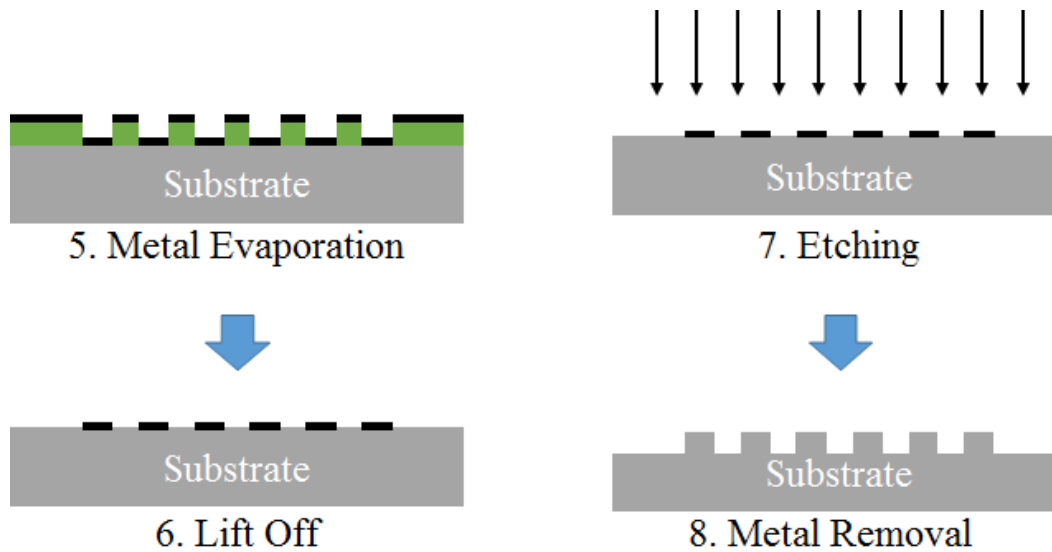 Substrate
5. Metal Evaporation
Substrate
6. Lift Off
Substrate
7. Etching
Substrate
8. Metal Removal